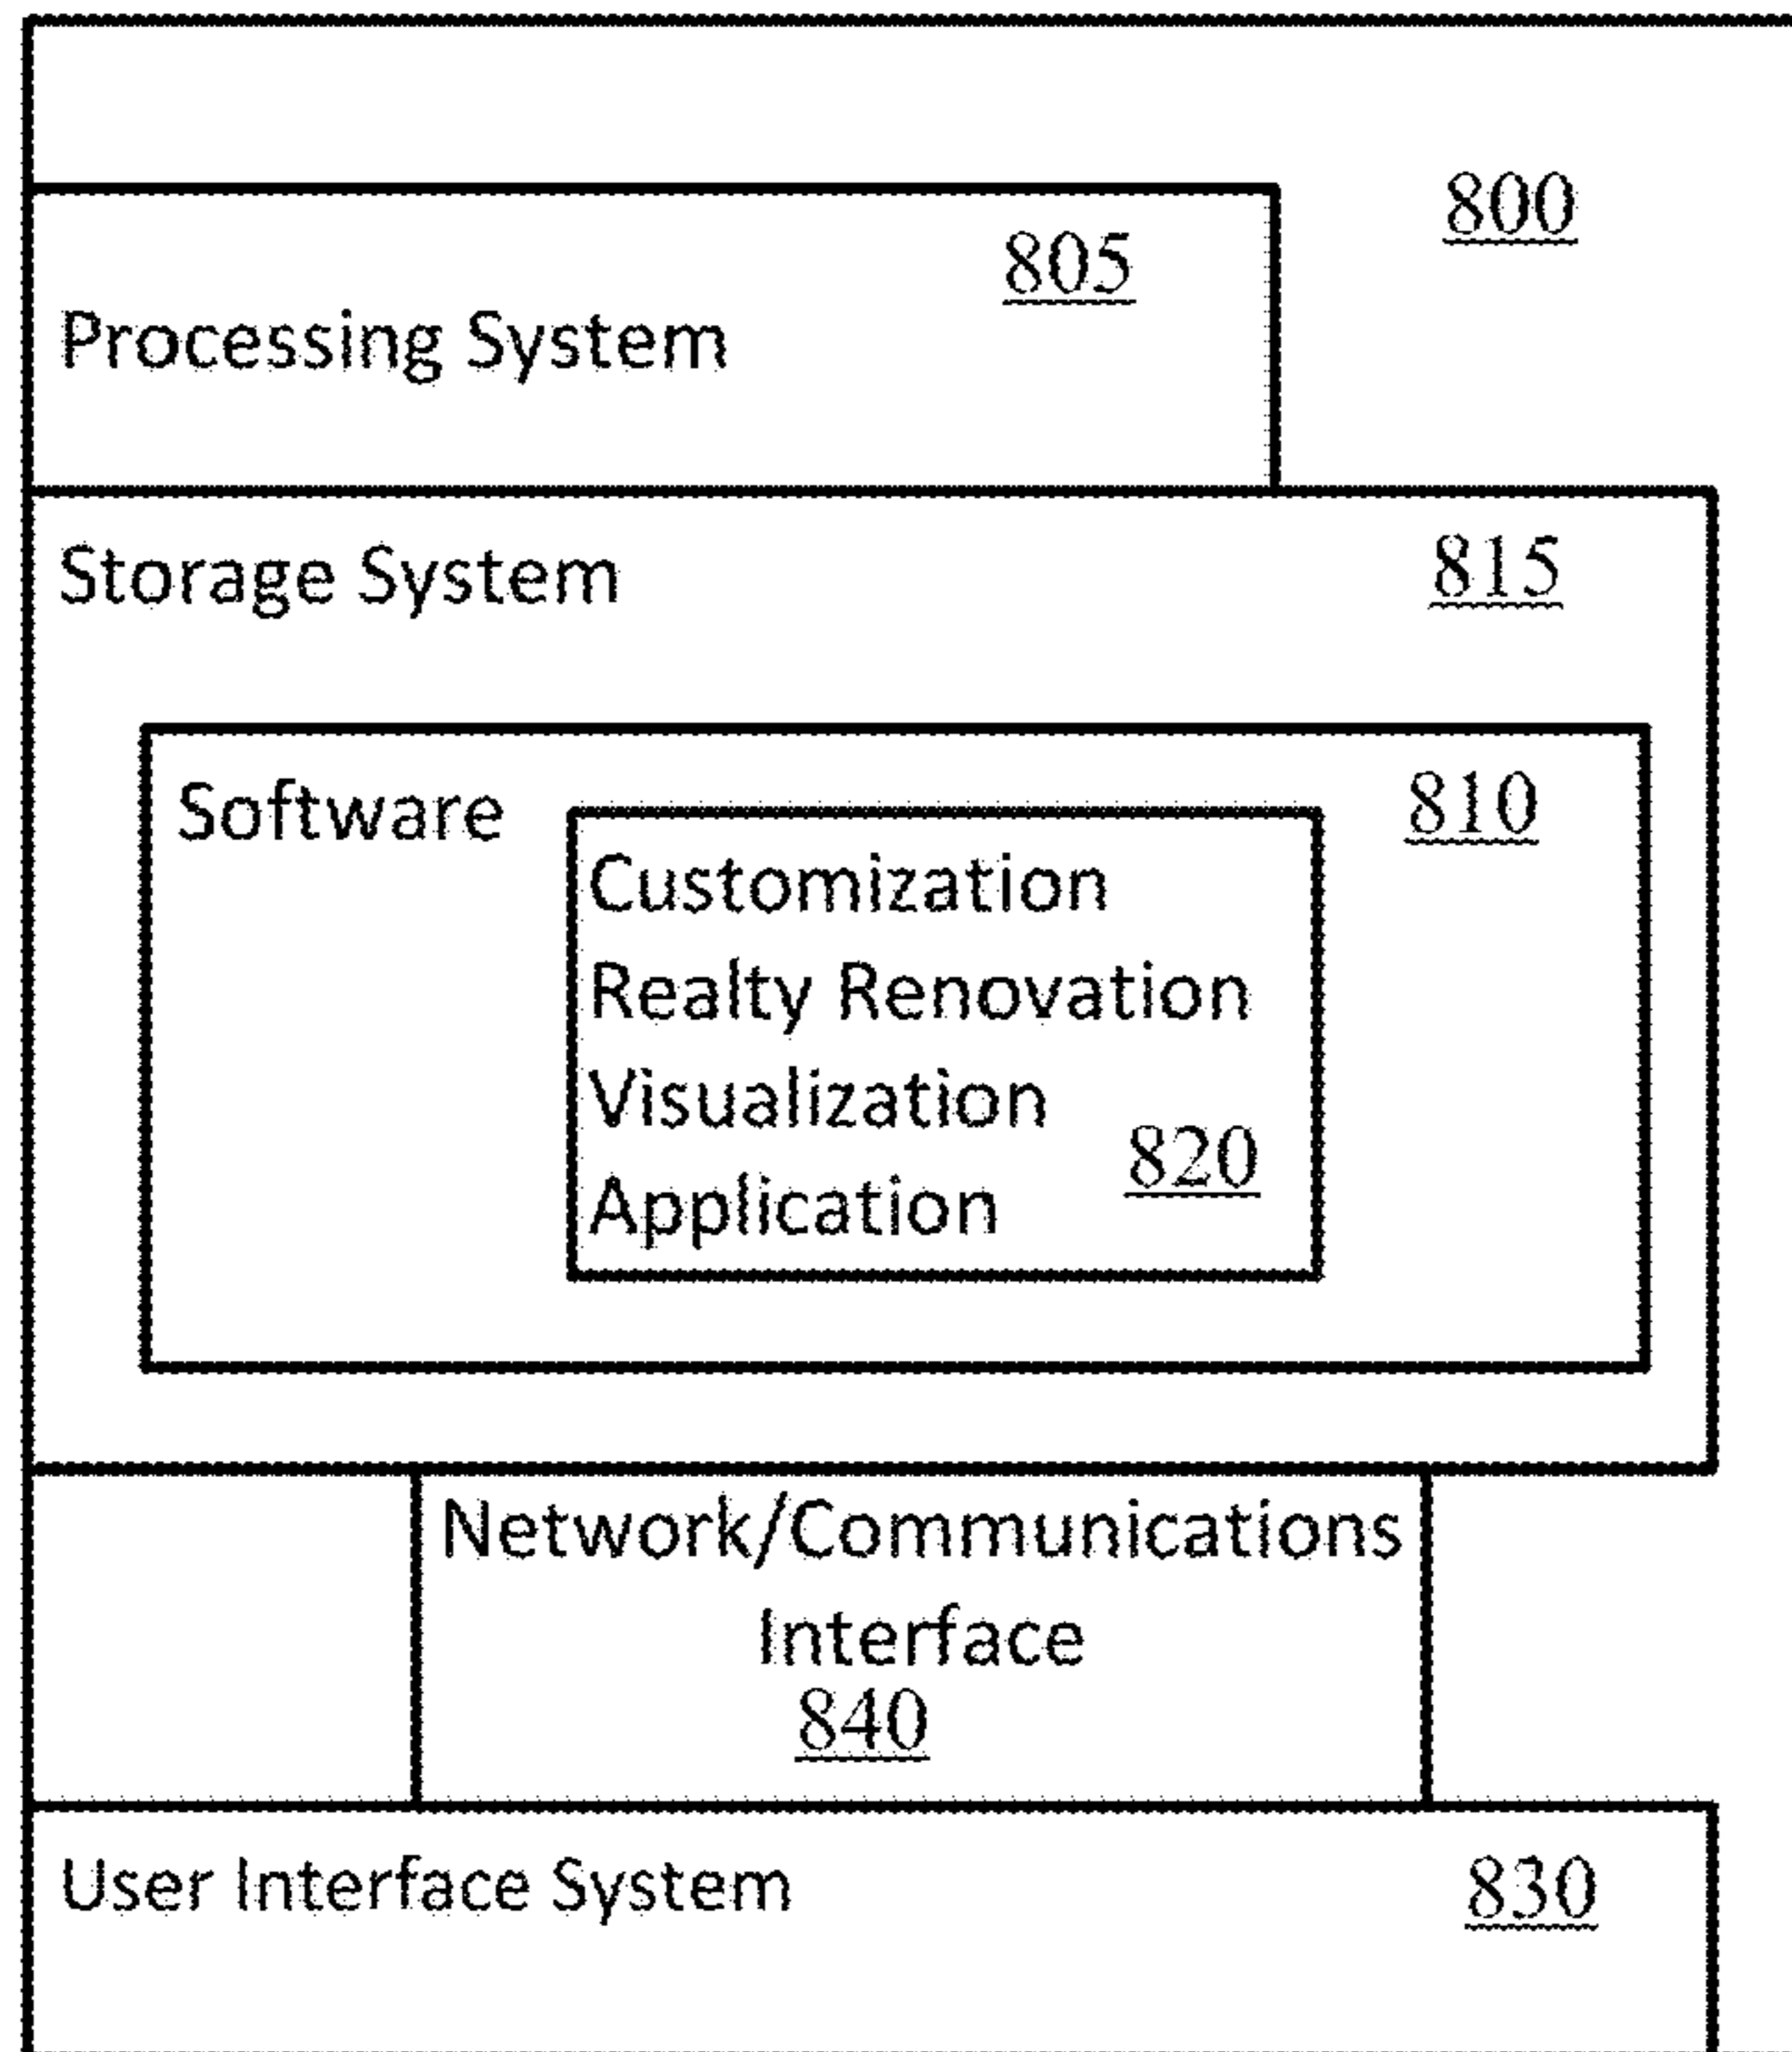 800
805
Processing System
Storage System 815
Software 810
Customization
Realty Renovation
Visualization
820
Application
Network/Communications
Interface
840
User Interface System 830